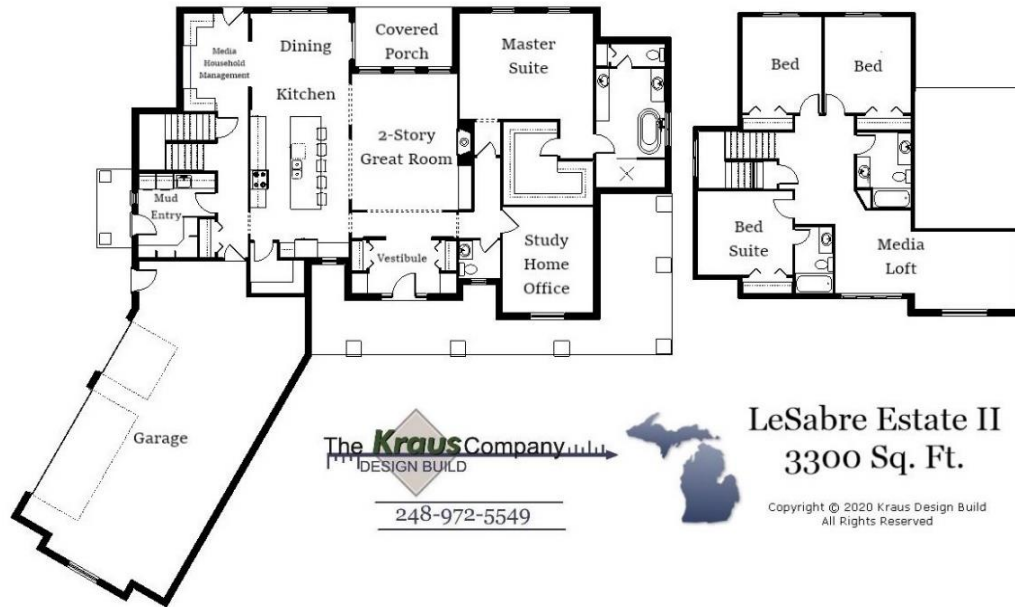 Media
Household
Management
Dining
Kitchen
Covered
Porch
2-Story
Great Room
Master
Suite
Mud
Entry
Vestibule
Study
Home
Office
Garage
Bed
Bed
Bed
Suite
Media
Loft
The Kraus Company
DESIGN BUILD
248-972-5549
LeSabre Estate II
3300 Sq. Ft.
Copyright © 2020 Kraus Design Build
All Rights Reserved